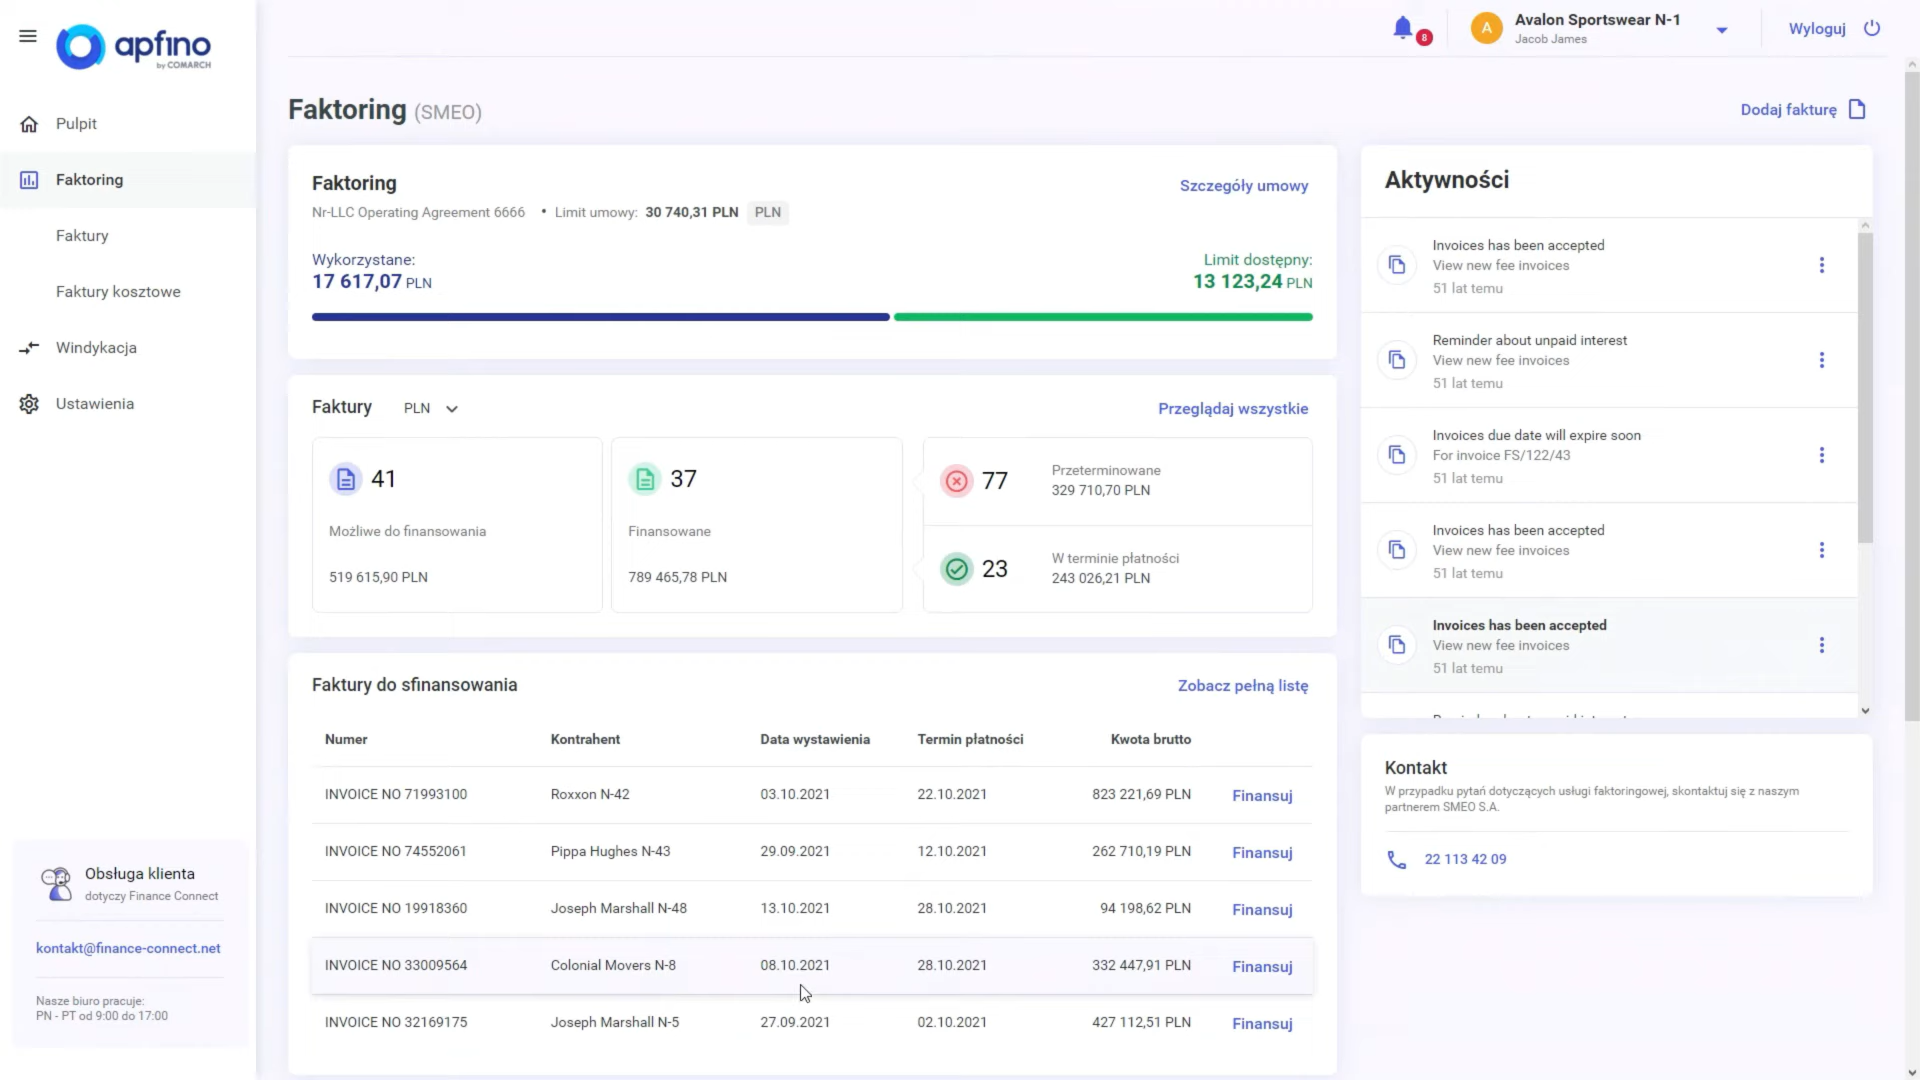 apfino
by COMARCH
Pulpit
Faktoring
Faktury
Faktury kosztowe
Windykacja
Ustawienia
Obsługa klienta
dotyczy Finance Connect
kontakt@finance-connect.net
Nasze biuro pracuje:
PN - PT od 9:00 do 17:00
8
A
Avalon Sportswear N-1
Jacob James
Wyloguj
Faktoring (SMEO)
Dodaj fakturę
Faktoring
Szczegóły umowy
Nr-LLC Operating Agreement 6666 • Limit umowy: 30 740,31 PLN PLN
Wykorzystane:
17 617,07 PLN
Limit dostępny:
13 123,24 PLN
Faktury PLN
Przeglądaj wszystkie
41
Możliwe do finansowania
519 615,90 PLN
37
Finansowane
789 465,78 PLN
77
Przeterminowane
329 710,70 PLN
23
W terminie płatności
243 026,21 PLN
Faktury do sfinansowania
Zobacz pełną listę
Numer Kontrahent Data wystawienia Termin płatności Kwota brutto
INVOICE NO 71993100 Roxxon N-42 03.10.2021 22.10.2021 823 221,69 PLN Finansuj
INVOICE NO 74552061 Pippa Hughes N-43 29.09.2021 12.10.2021 262 710,19 PLN Finansuj
INVOICE NO 19918360 Joseph Marshall N-48 13.10.2021 28.10.2021 94 198,62 PLN Finansuj
INVOICE NO 33009564 Colonial Movers N-8 08.10.2021 28.10.2021 332 447,91 PLN Finansuj
INVOICE NO 32169175 Joseph Marshall N-5 27.09.2021 02.10.2021 427 112,51 PLN Finansuj
Aktywności
Invoices has been accepted
View new fee invoices
51 lat temu
Reminder about unpaid interest
View new fee invoices
51 lat temu
Invoices due date will expire soon
For invoice FS/122/43
51 lat temu
Invoices has been accepted
View new fee invoices
51 lat temu
Invoices has been accepted
View new fee invoices
51 lat temu
Kontakt
W przypadku pytań dotyczących usługi faktoringowej, skontaktuj się z naszym
partnerem SMEO S.A.
22 113 42 09